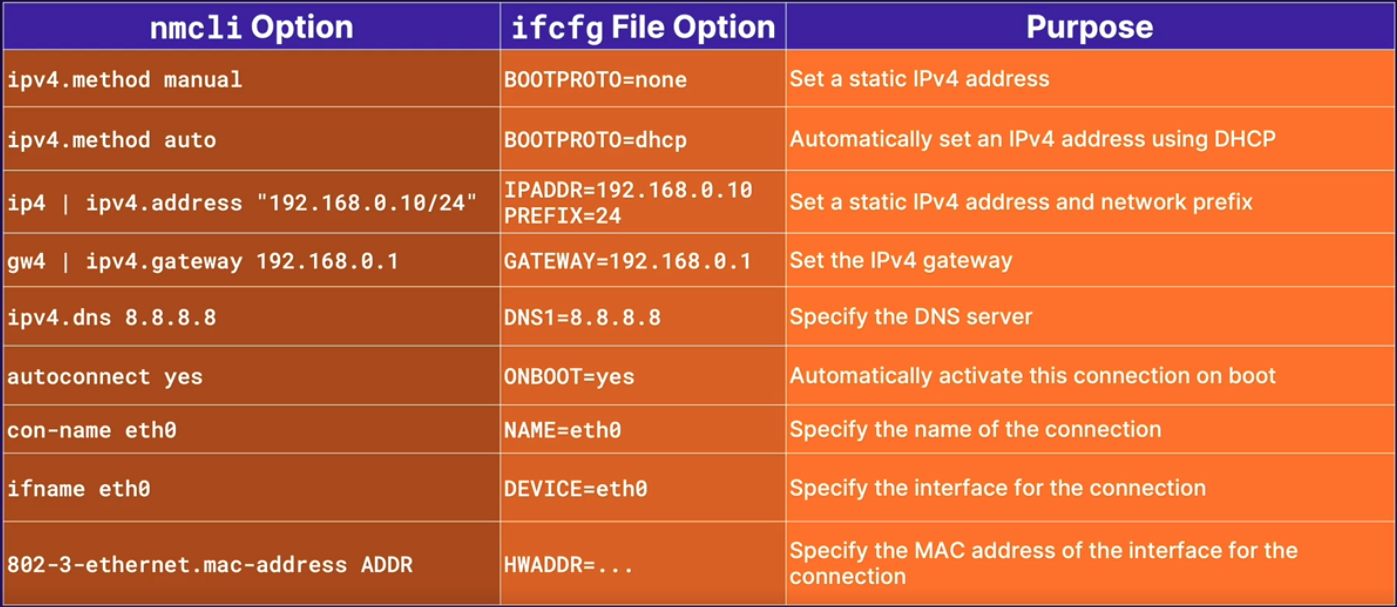 nmcli Option ifcfg File Option Purpose
ipv4.method manual BOOTPROTO=none Set a static IPv4 address
ipv4.method auto BOOTPROTO=dhcp Automatically set an IPv4 address using DHCP
ip4 | ipv4.address "192.168.0.10/24" IPADDR=192.168.0.10 Set a static IPv4 address and network prefix
PREFIX=24
gw4 | ipv4.gateway 192.168.0.1 GATEWAY=192.168.0.1 Set the IPv4 gateway
ipv4.dns 8.8.8.8 DNS1=8.8.8.8 Specify the DNS server
autoconnect yes ONBOOT=yes Automatically activate this connection on boot
con-name eth0 NAME=eth0 Specify the name of the connection
ifname eth0 DEVICE=eth0 Specify the interface for the connection
802-3-ethernet.mac-address ADDR HWADDR=... Specify the MAC address of the interface for the
connection